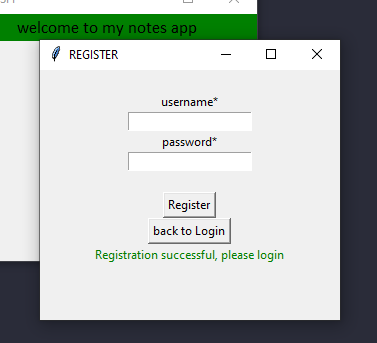 welcome to my notes app
REGISTER
username*
password*
Register
back to Login
Registration successful, please login